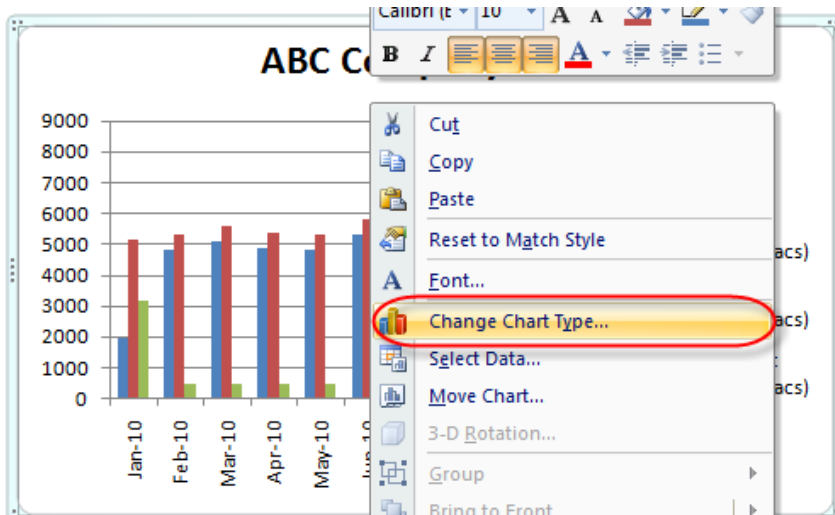 Calibri (E 10 A A
B I A
ABC C
9000
8000
7000
6000
5000
4000
3000
2000
1000
0
Jan-10
Feb-10
Mar-10
Apr-10
May-10
Cut
Copy
Paste
Reset to Match Style
A Font...
Change Chart Type...
Select Data...
Move Chart...
3-D Rotation...
Group
Bring to Front
acs)
acs)
:
acs)